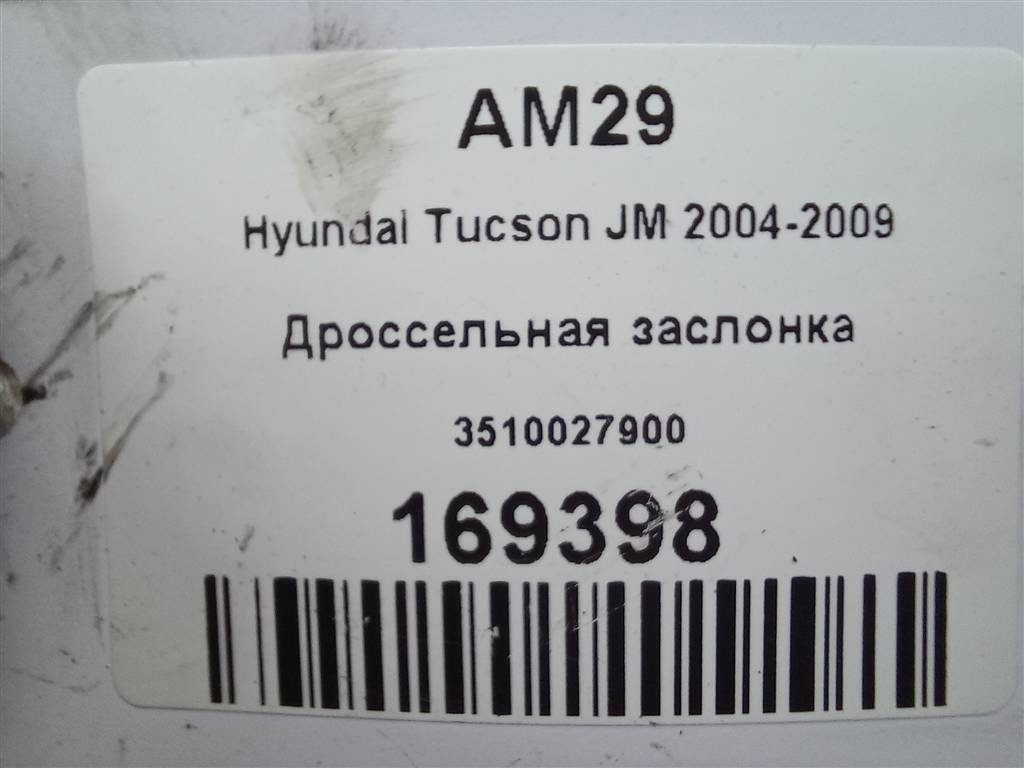 AM29
Hyundai Tucson JM 2004-2009
Дроссельная заслонка
3510027900
169398